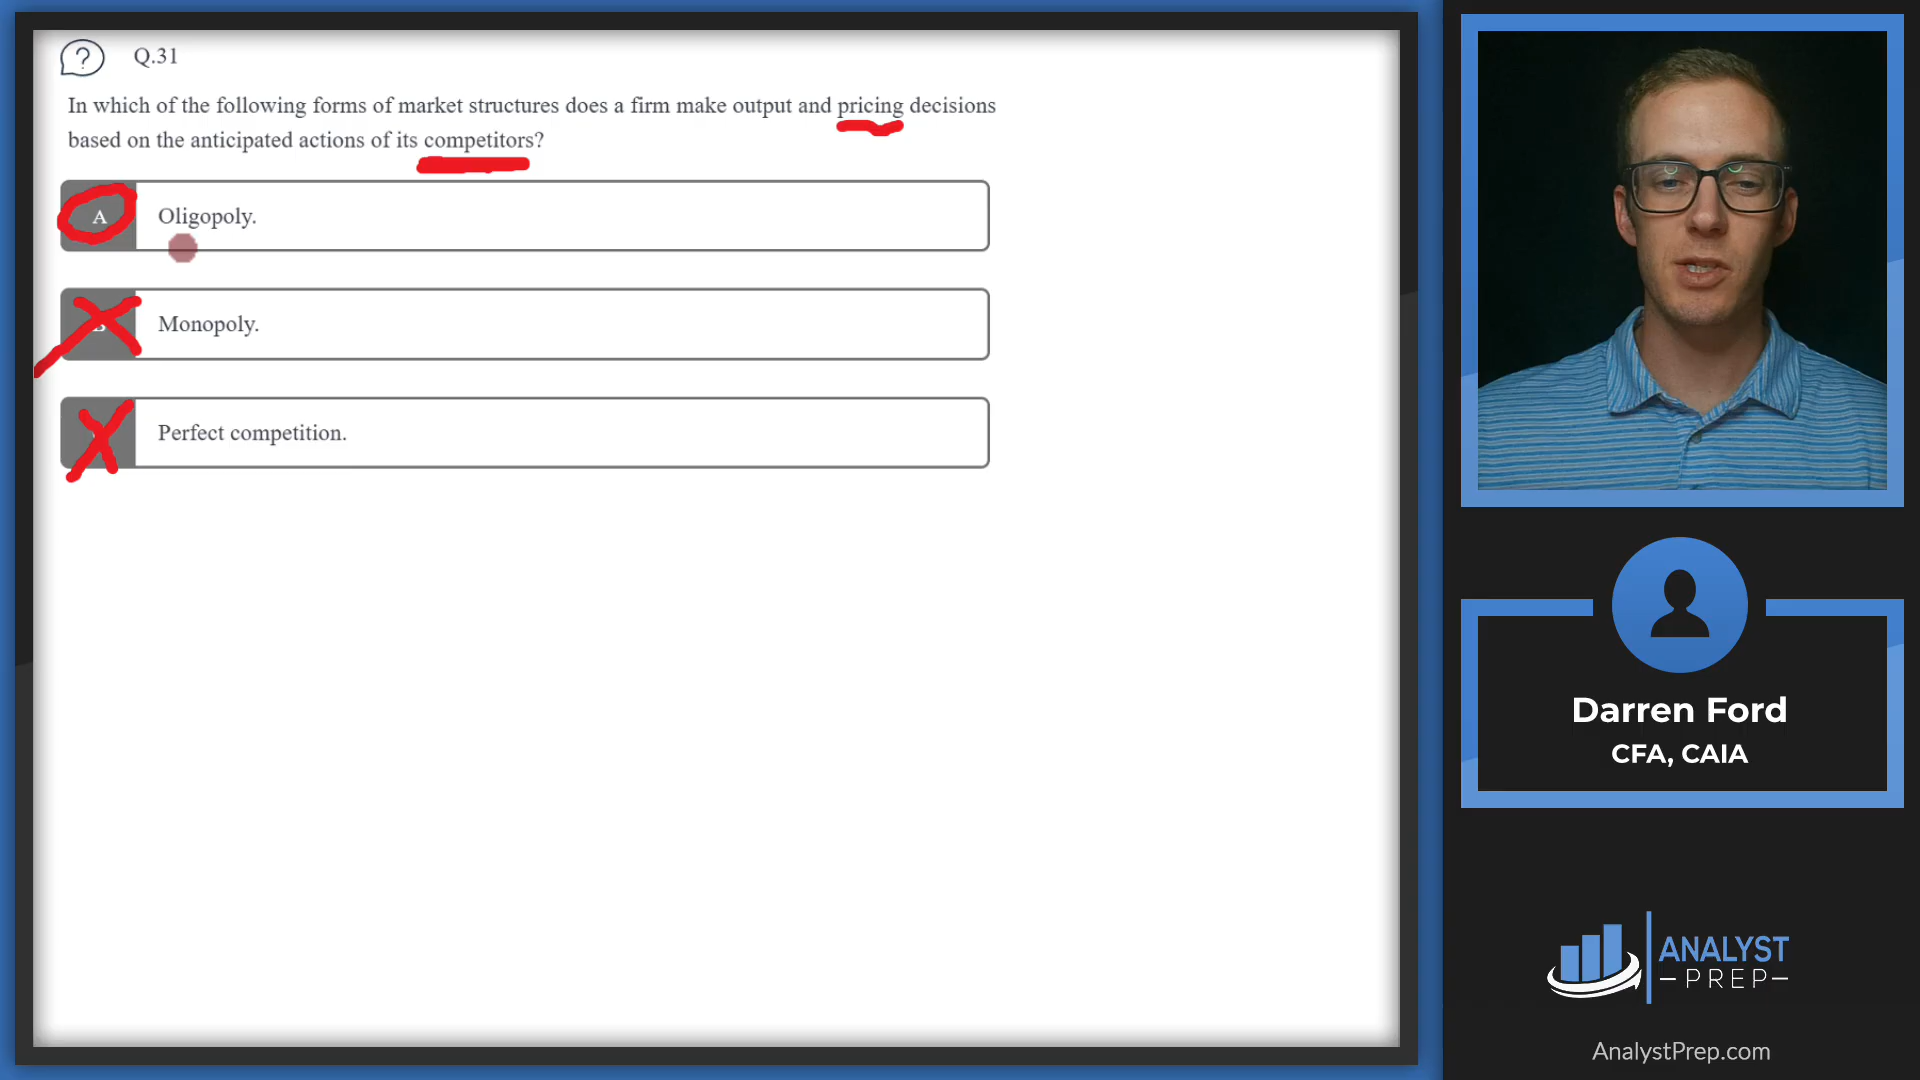 ?
Q.31
In which of the following forms of market structures does a firm make output and pricing decisions
based on the anticipated actions of its competitors?
A
Oligopoly.
B
Monopoly.
Perfect competition.
Darren Ford
CFA, CAIA
ANALYST
PREP
AnalystPrep.com